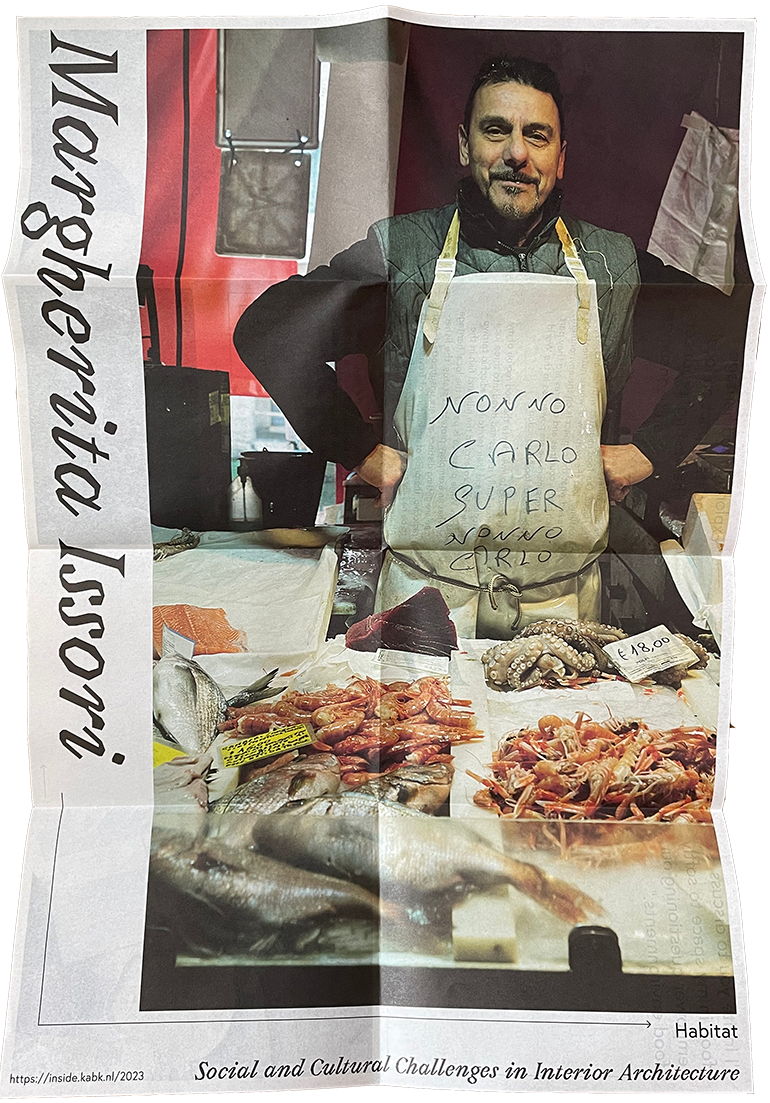 Margherita Issori
NONNO
CARLO
SUPER
NONNO
CARLO
€18,00
Habitat
https://inside.kabk.nl/2023
Social and Cultural Challenges in Interior Architecture